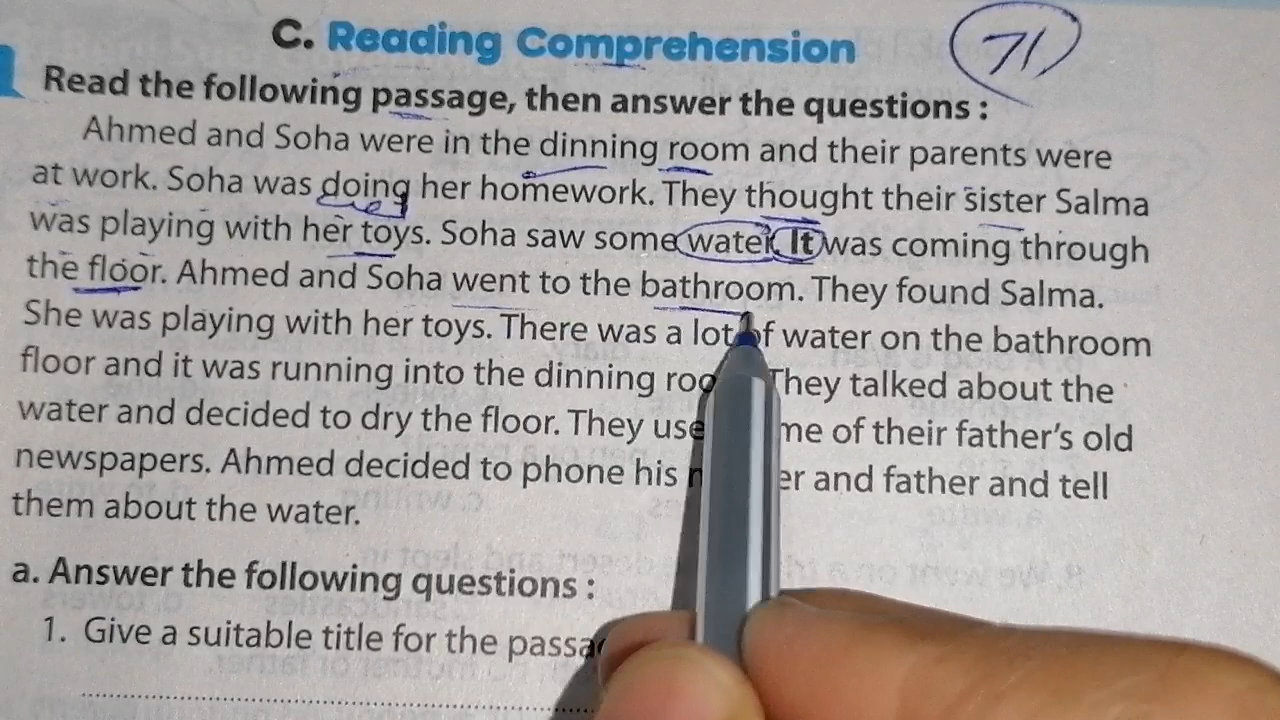 C. Reading Comprehension
71
Read the following passage, then answer the questions :
Ahmed and Soha were in the dinning room and their parents were
at work. Soha was doing her homework. They thought their sister Salma
was playing with her toys. Soha saw some water. It was coming through
the floor. Ahmed and Soha went to the bathroom. They found Salma.
She was playing with her toys. There was a lot of water on the bathroom
floor and it was running into the dinning They talked about the
water and decided to dry the floor. They of their father's old
newspapers. Ahmed decided to phone his and father and tell
them about the water.
a. Answer the following questions :
1. Give a suitable title for the